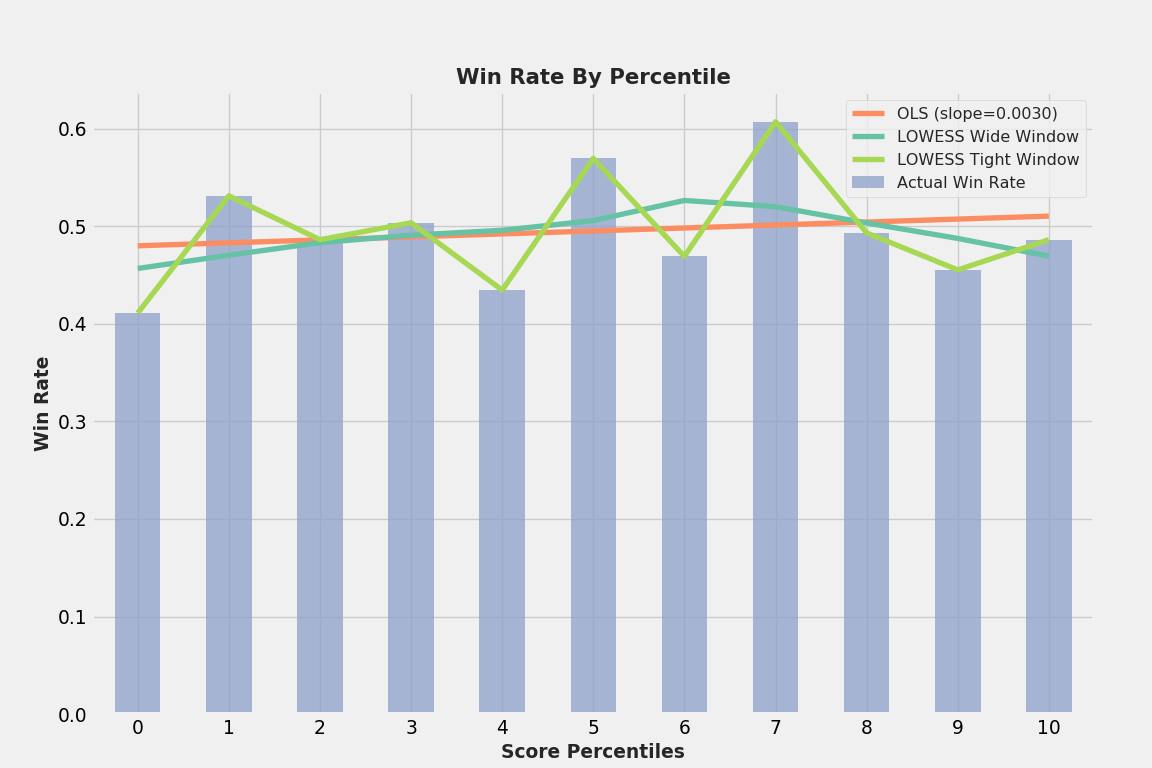 Win Rate By Percentile
OLS (slope=0.0030)
LOWESS Wide Window
LOWESS Tight Window
Actual Win Rate
0.6
0.5
0.4
0.3
0.2
0.1
0.0
Win Rate
0 1 2 3 4 5 6 7 8 9 10
Score Percentiles